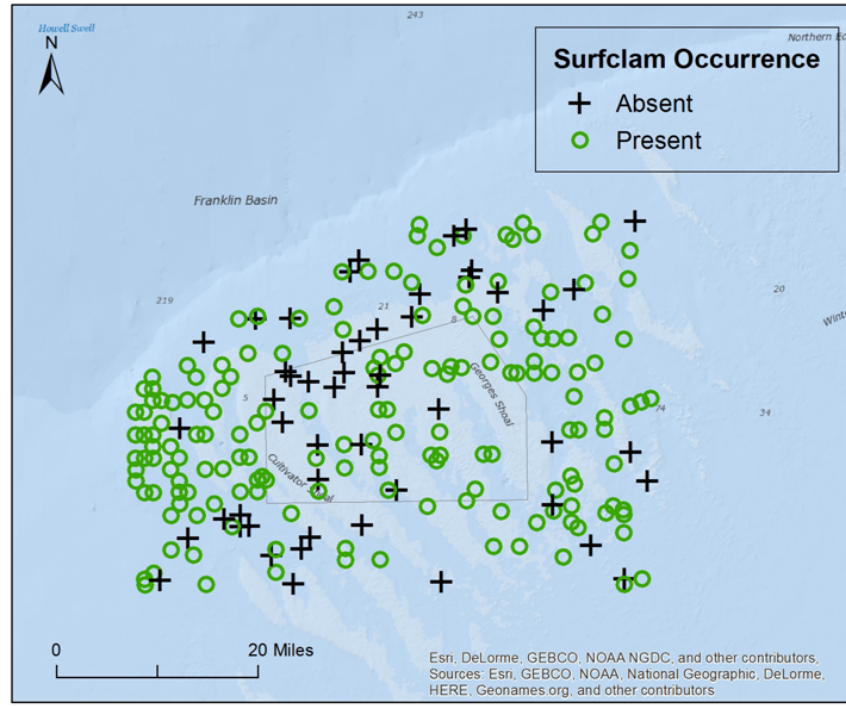 243
Howell Swell
N
Northern Ed
Surfclam Occurrence
Absent
Present
Franklin Basin
219
20
21
8
Winte
Georges Shoal
5
74
34
Cultivator Shoal
0
20 Miles
Esri, DeLorme, GEBCO, NOAA NGDC, and other contributors,
Sources: Esri, GEBCO, NOAA, National Geographic, DeLorme,
HERE, Geonames.org, and other contributors